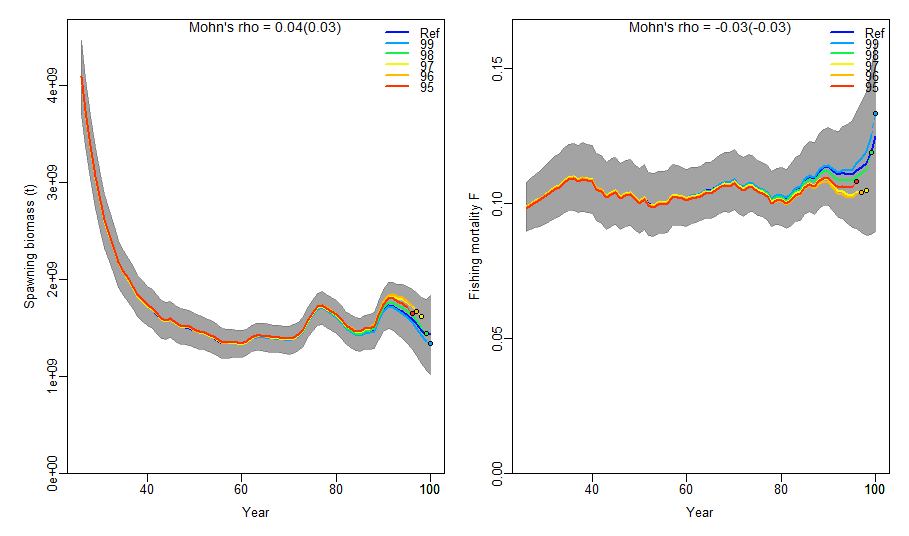 Mohn's rho = 0.04(0.03)
Ref
99
98
97
96
95
4e+09
3e+09
2e+09
1e+09
0e+00
Spawning biomass (t)
40
60
80
100
Year
Mohn's rho = -0.03(-0.03)
Ref
99
98
97
96
95
0.15
0.10
0.05
0.00
Fishing mortality F
40
60
80
100
Year